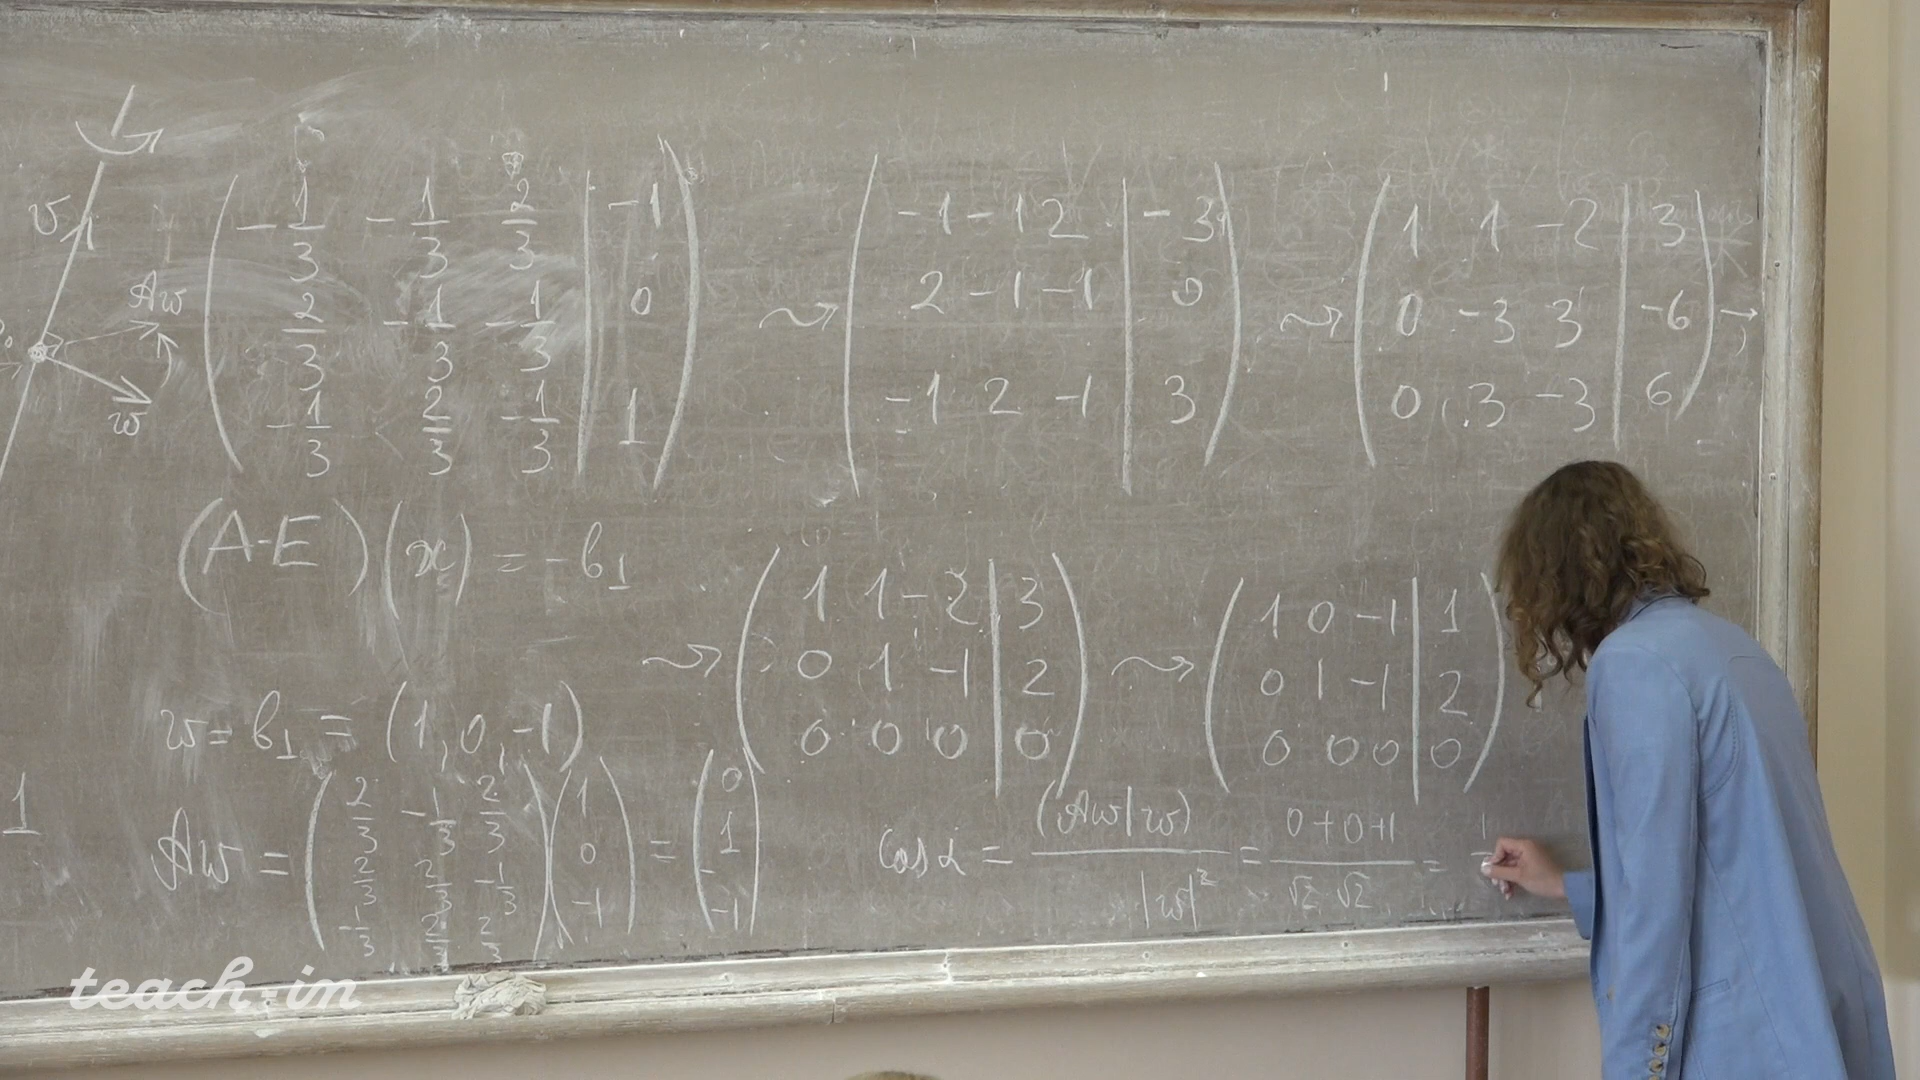 v₁
Aw
w
( -1/3 -1/3 2/3 | -1 )
( 2/3 -1/3 -1/3 | 0 )
( -1/3 2/3 -1/3 | 1 )
⇝ ( -1 -1 2 | -3 )
( 2 -1 -1 | 0 )
( -1 2 -1 | 3 )
⇝ ( 1 1 -2 | 3 )
( 0 -3 3 | -6 ) →
( 0 3 -3 | 6 )
(A-E)(x) = -b₁
⇝ ( 1 1 -2 | 3 )
( 0 1 -1 | 2 )
( 0 0 0 | 0 )
⇝ ( 1 0 -1 | 1 )
( 0 1 -1 | 2 )
( 0 0 0 | 0 )
w = b₁ = (1, 0, -1)
1
Aw = ( 2/3 -1/3 2/3 ) ( 1 ) = ( 0 )
( 2/3 2/3 -1/3 ) ( 0 ) ( 1 )
( -1/3 2/3 2/3 ) ( -1 ) ( -1 )
cos α = (Aw|w) / |w|² = 0+0+1 / √2 · √2 = 1
teach-in